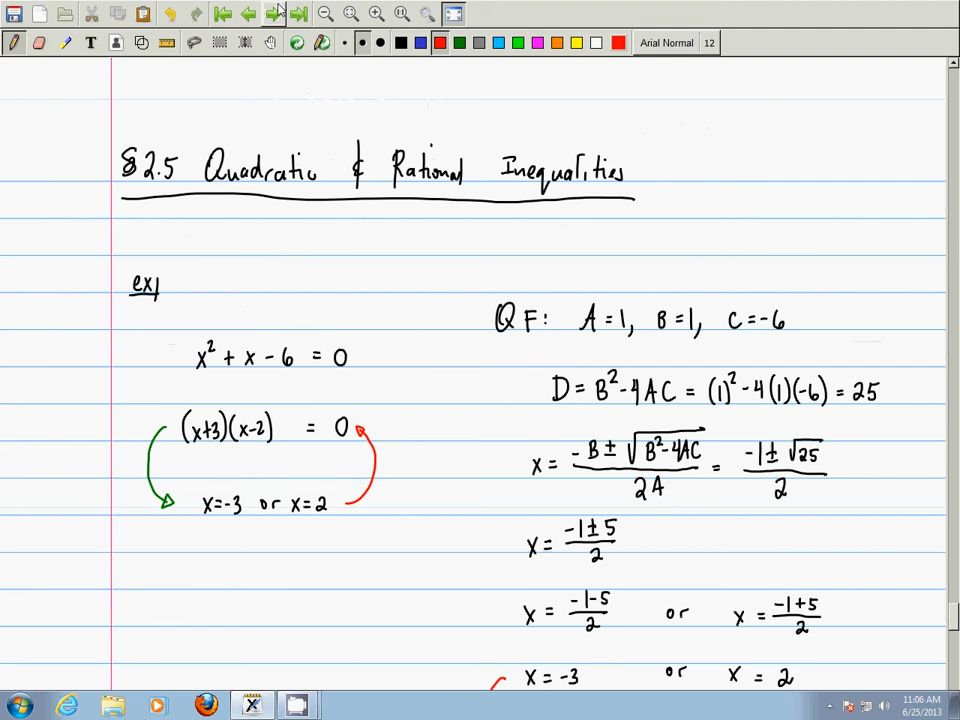 Arial Normal 12
§2.5 Quadratic & Rational Inequalities
ex1
x² + x - 6 = 0
(x+3)(x-2) = 0
x=-3 or x=2
QF: A=1, B=1, C=-6
D = B²-4AC = (1)²-4(1)(-6) = 25
x = -B ± √B²-4AC / 2A = -1 ± √25 / 2
x = -1 ± 5 / 2
x = -1-5 / 2 or x = -1+5 / 2
x = -3 or x = 2
11:06 AM
6/25/2013